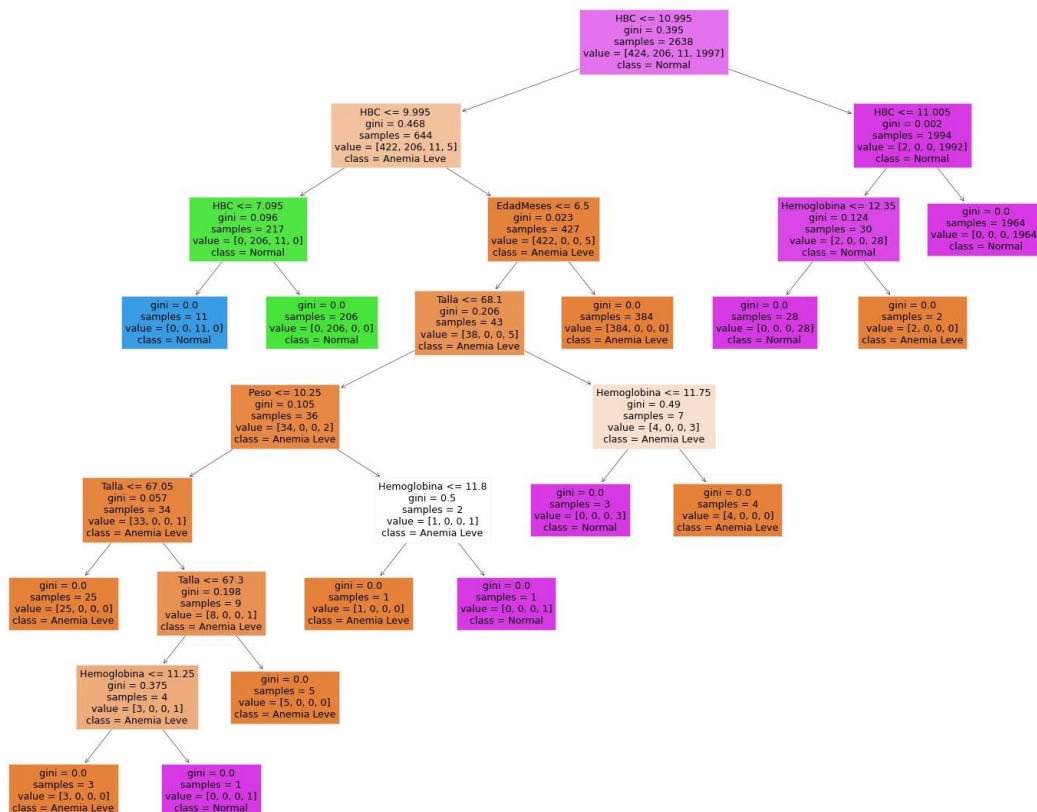 HBC <= 10.995
gini = 0.395
samples = 2638
value = [424, 206, 11, 1997]
class = Normal
HBC <= 9.995
gini = 0.468
samples = 644
value = [422, 206, 11, 5]
class = Anemia Leve
HBC <= 11.005
gini = 0.002
samples = 1994
value = [2, 0, 0, 1992]
class = Normal
HBC <= 7.095
gini = 0.096
samples = 217
value = [0, 206, 11, 0]
class = Normal
EdadMeses <= 6.5
gini = 0.023
samples = 427
value = [422, 0, 0, 5]
class = Anemia Leve
Hemoglobina <= 12.35
gini = 0.124
samples = 30
value = [2, 0, 0, 28]
class = Normal
gini = 0.0
samples = 1964
value = [0, 0, 0, 1964]
class = Normal
gini = 0.0
samples = 11
value = [0, 0, 11, 0]
class = Normal
gini = 0.0
samples = 206
value = [0, 206, 0, 0]
class = Normal
Talla <= 68.1
gini = 0.206
samples = 43
value = [38, 0, 0, 5]
class = Anemia Leve
gini = 0.0
samples = 384
value = [384, 0, 0, 0]
class = Anemia Leve
gini = 0.0
samples = 28
value = [0, 0, 0, 28]
class = Normal
gini = 0.0
samples = 2
value = [2, 0, 0, 0]
class = Anemia Leve
Peso <= 10.25
gini = 0.105
samples = 36
value = [34, 0, 0, 2]
class = Anemia Leve
Hemoglobina <= 11.75
gini = 0.49
samples = 7
value = [4, 0, 0, 3]
class = Anemia Leve
Talla <= 67.05
gini = 0.057
samples = 34
value = [33, 0, 0, 1]
class = Anemia Leve
Hemoglobina <= 11.8
gini = 0.5
samples = 2
value = [1, 0, 0, 1]
class = Anemia Leve
gini = 0.0
samples = 3
value = [0, 0, 0, 3]
class = Normal
gini = 0.0
samples = 4
value = [4, 0, 0, 0]
class = Anemia Leve
gini = 0.0
samples = 25
value = [25, 0, 0, 0]
class = Anemia Leve
Talla <= 67.3
gini = 0.198
samples = 9
value = [8, 0, 0, 1]
class = Anemia Leve
gini = 0.0
samples = 1
value = [1, 0, 0, 0]
class = Anemia Leve
gini = 0.0
samples = 1
value = [0, 0, 0, 1]
class = Normal
Hemoglobina <= 11.25
gini = 0.375
samples = 4
value = [3, 0, 0, 1]
class = Anemia Leve
gini = 0.0
samples = 5
value = [5, 0, 0, 0]
class = Anemia Leve
gini = 0.0
samples = 3
value = [3, 0, 0, 0]
class = Anemia Leve
gini = 0.0
samples = 1
value = [0, 0, 0, 1]
class = Normal